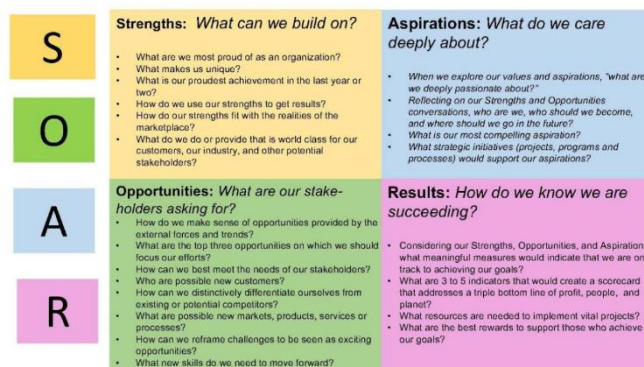 S
O
A
R
Strengths: What can we build on?
• What are we most proud of as an organization?
• What makes us unique?
• What is our proudest achievement in the last year or
two?
• How do we use our strengths to get results?
• How do our strengths fit with the realities of the
marketplace?
• What do we do or provide that is world class for our
customers, our industry, and other potential
stakeholders?
Aspirations: What do we care
deeply about?
• When we explore our values and aspirations, "what are
we deeply passionate about?"
• Reflecting on our Strengths and Opportunities
conversations, who are we, who should we become,
and where should we go in the future?
• What is our most compelling aspiration?
• What strategic initiatives (projects, programs and
processes) would support our aspirations?
Opportunities: What are our stake-
holders asking for?
• How do we make sense of opportunities provided by the
external forces and trends?
• What are the top three opportunities on which we should
focus our efforts?
• How can we best meet the needs of our stakeholders?
• Who are possible new customers?
• How can we distinctively differentiate ourselves from
existing or potential competitors?
• What are possible new markets, products, services or
processes?
• How can we reframe challenges to be seen as exciting
opportunities?
• What new skills do we need to move forward?
Results: How do we know we are
succeeding?
• Considering our Strengths, Opportunities, and Aspiration
what meaningful measures would indicate that we are on
track to achieving our goals?
• What are 3 to 5 indicators that would create a scorecard
that addresses a triple bottom line of profit, people, and
planet?
• What resources are needed to implement vital projects?
• What are the best rewards to support those who achieve
our goals?